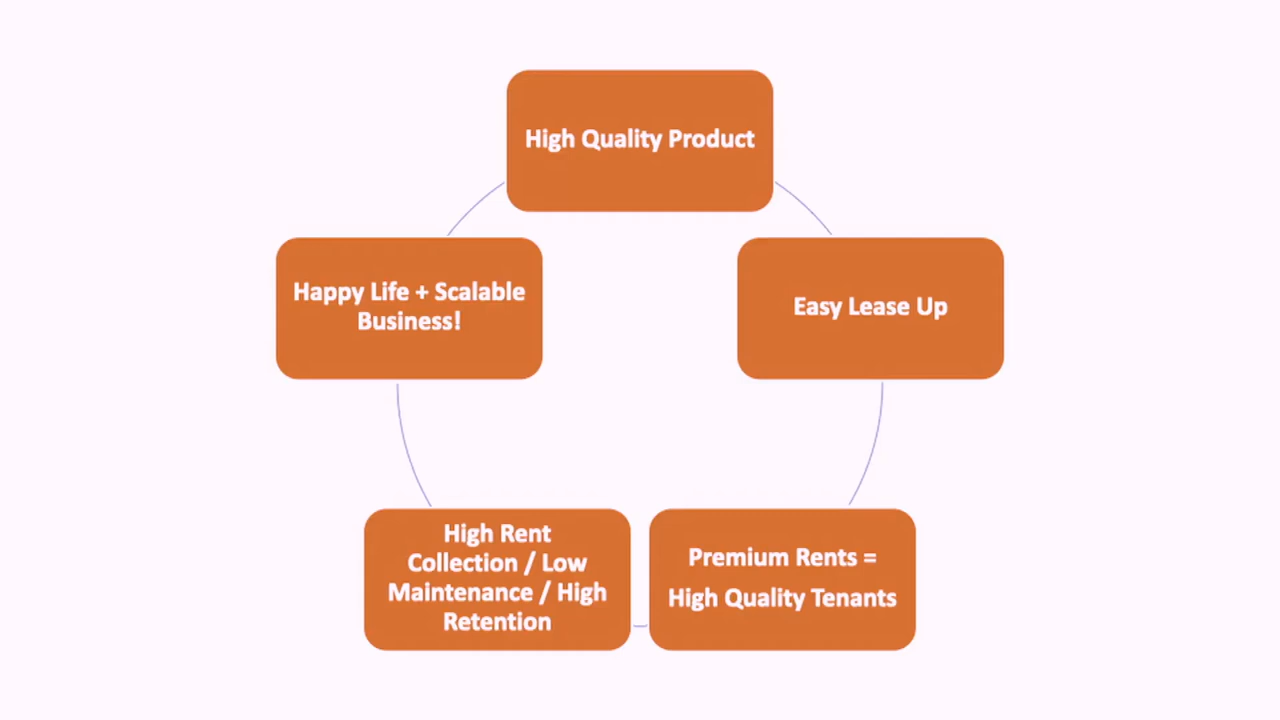 High Quality Product
Easy Lease Up
Premium Rents =
High Quality Tenants
High Rent
Collection / Low
Maintenance / High
Retention
Happy Life + Scalable
Business!